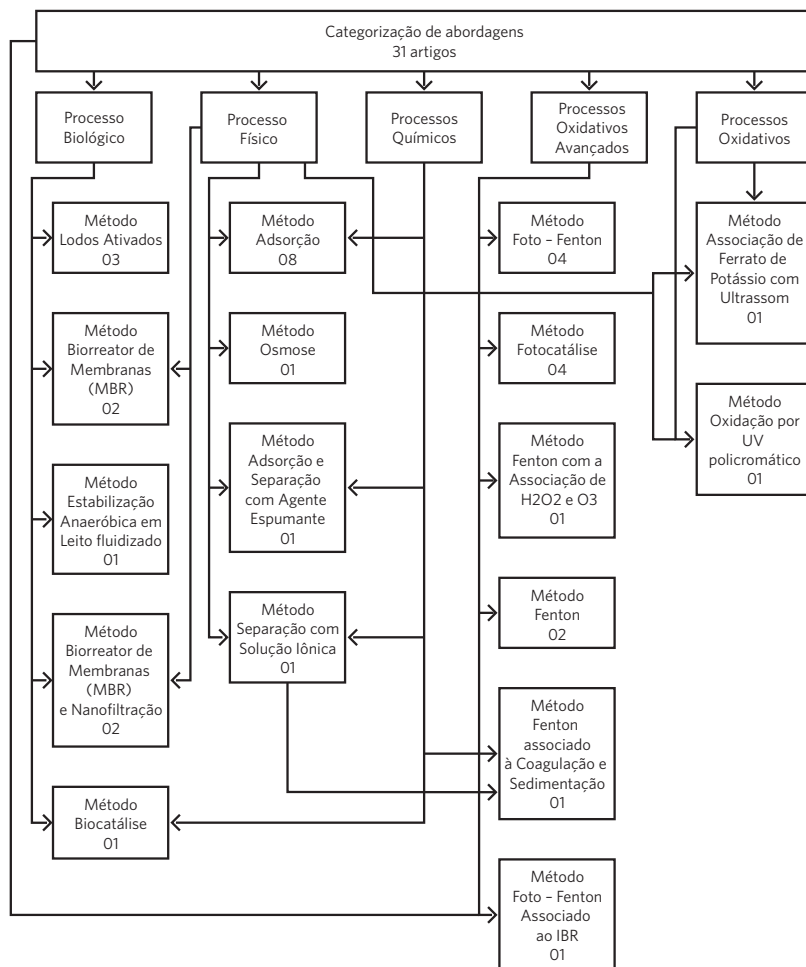 Categorização de abordagens
31 artigos
Processo
Biológico
Processo
Físico
Processos
Químicos
Processos
Oxidativos
Avançados
Processos
Oxidativos
Método
Lodos Ativados
03
Método
Adsorção
08
Método
Foto – Fenton
04
Método
Associação de
Ferrato de
Potássio com
Ultrassom
01
Método
Biorreator de
Membranas
(MBR)
02
Método
Osmose
01
Método
Fotocatálise
04
Método
Oxidação por
UV
policromático
01
Método
Estabilização
Anaeróbica em
Leito fluidizado
01
Método
Adsorção e
Separação
com Agente
Espumante
01
Método
Fenton com a
Associação de
H2O2 e O3
01
Método
Biorreator de
Membranas
(MBR)
e Nanofiltração
02
Método
Separação com
Solução Iônica
01
Método
Fenton
02
Método
Fenton
associado
à Coagulação e
Sedimentação
01
Método
Biocatálise
01
Método
Foto – Fenton
Associado
ao IBR
01